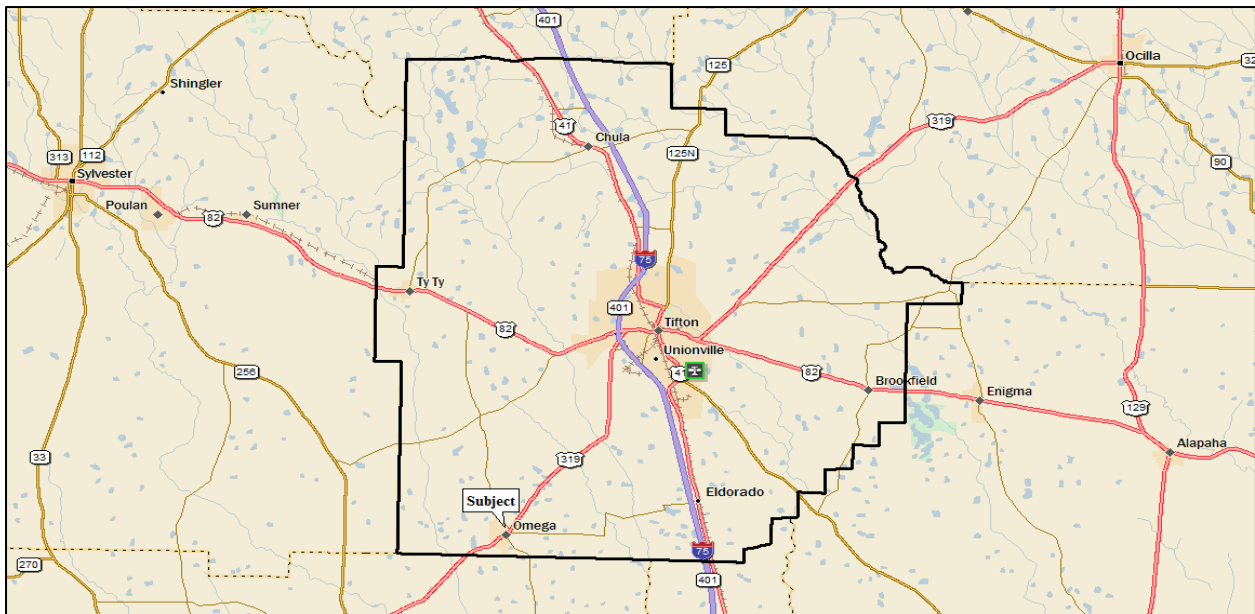 401
Ocilla
125
32
Shingler
319
41
Chula
125N
90
313
112
Sylvester
Poulan
Sumner
82
75
Ty Ty
401
Tifton
82
Unionville
41
256
82
Brookfield
Enigma
129
Alapaha
33
319
Subject
Eldorado
Omega
75
270
401